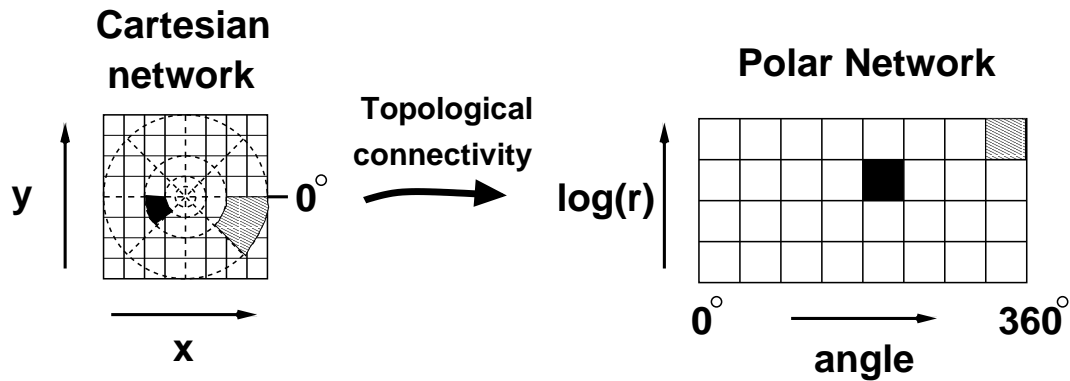 Cartesian
network
y
x
0°
Topological
connectivity
Polar Network
log(r)
0°
360°
angle